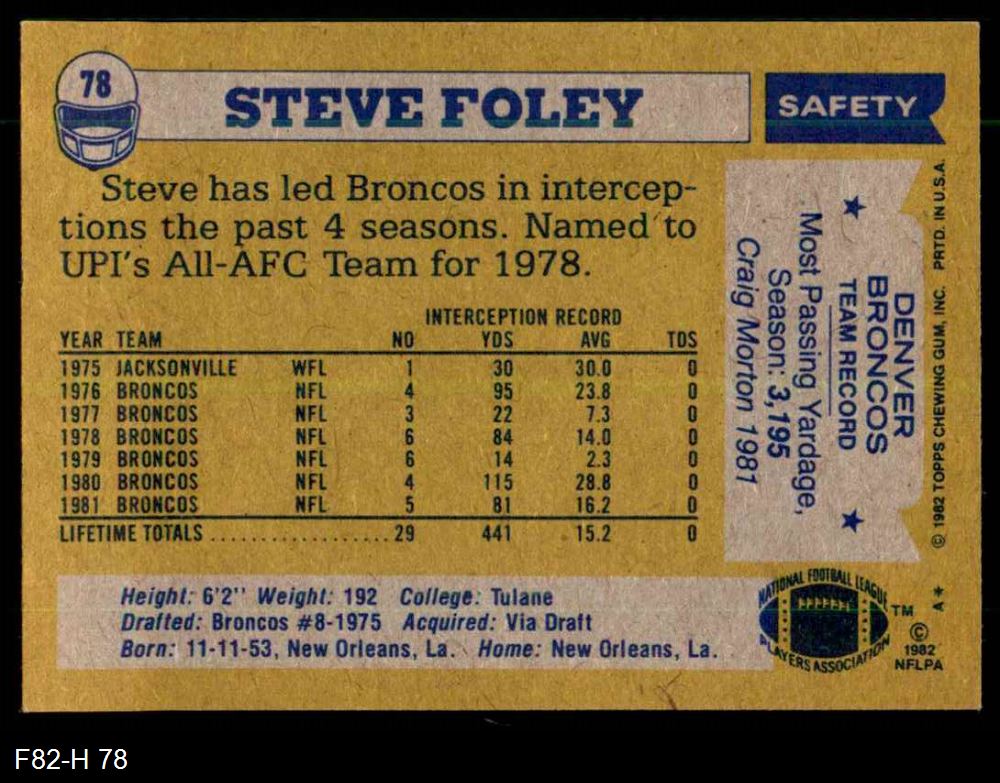 78
STEVE FOLEY
SAFETY
Steve has led Broncos in intercep-
tions the past 4 seasons. Named to
UPI's All-AFC Team for 1978.
INTERCEPTION RECORD
YEAR TEAM NO YDS AVG TDS
1975 JACKSONVILLE WFL 1 30 30.0 0
1976 BRONCOS NFL 4 95 23.8 0
1977 BRONCOS NFL 3 22 7.3 0
1978 BRONCOS NFL 6 84 14.0 0
1979 BRONCOS NFL 6 14 2.3 0
1980 BRONCOS NFL 4 115 28.8 0
1981 BRONCOS NFL 5 81 16.2 0
LIFETIME TOTALS .................. 29 441 15.2 0
Height: 6'2" Weight: 192 College: Tulane
Drafted: Broncos #8-1975 Acquired: Via Draft
Born: 11-11-53, New Orleans, La. Home: New Orleans, La.
DENVER
BRONCOS
★ TEAM RECORD ★
Most Passing Yardage,
Season: 3,195
Craig Morton 1981
© 1982 TOPPS CHEWING GUM, INC. PRTD. IN U.S.A.
A *
NATIONAL FOOTBALL LEAGUE
PLAYERS ASSOCIATION
TM
©
1982
NFLPA
F82-H 78